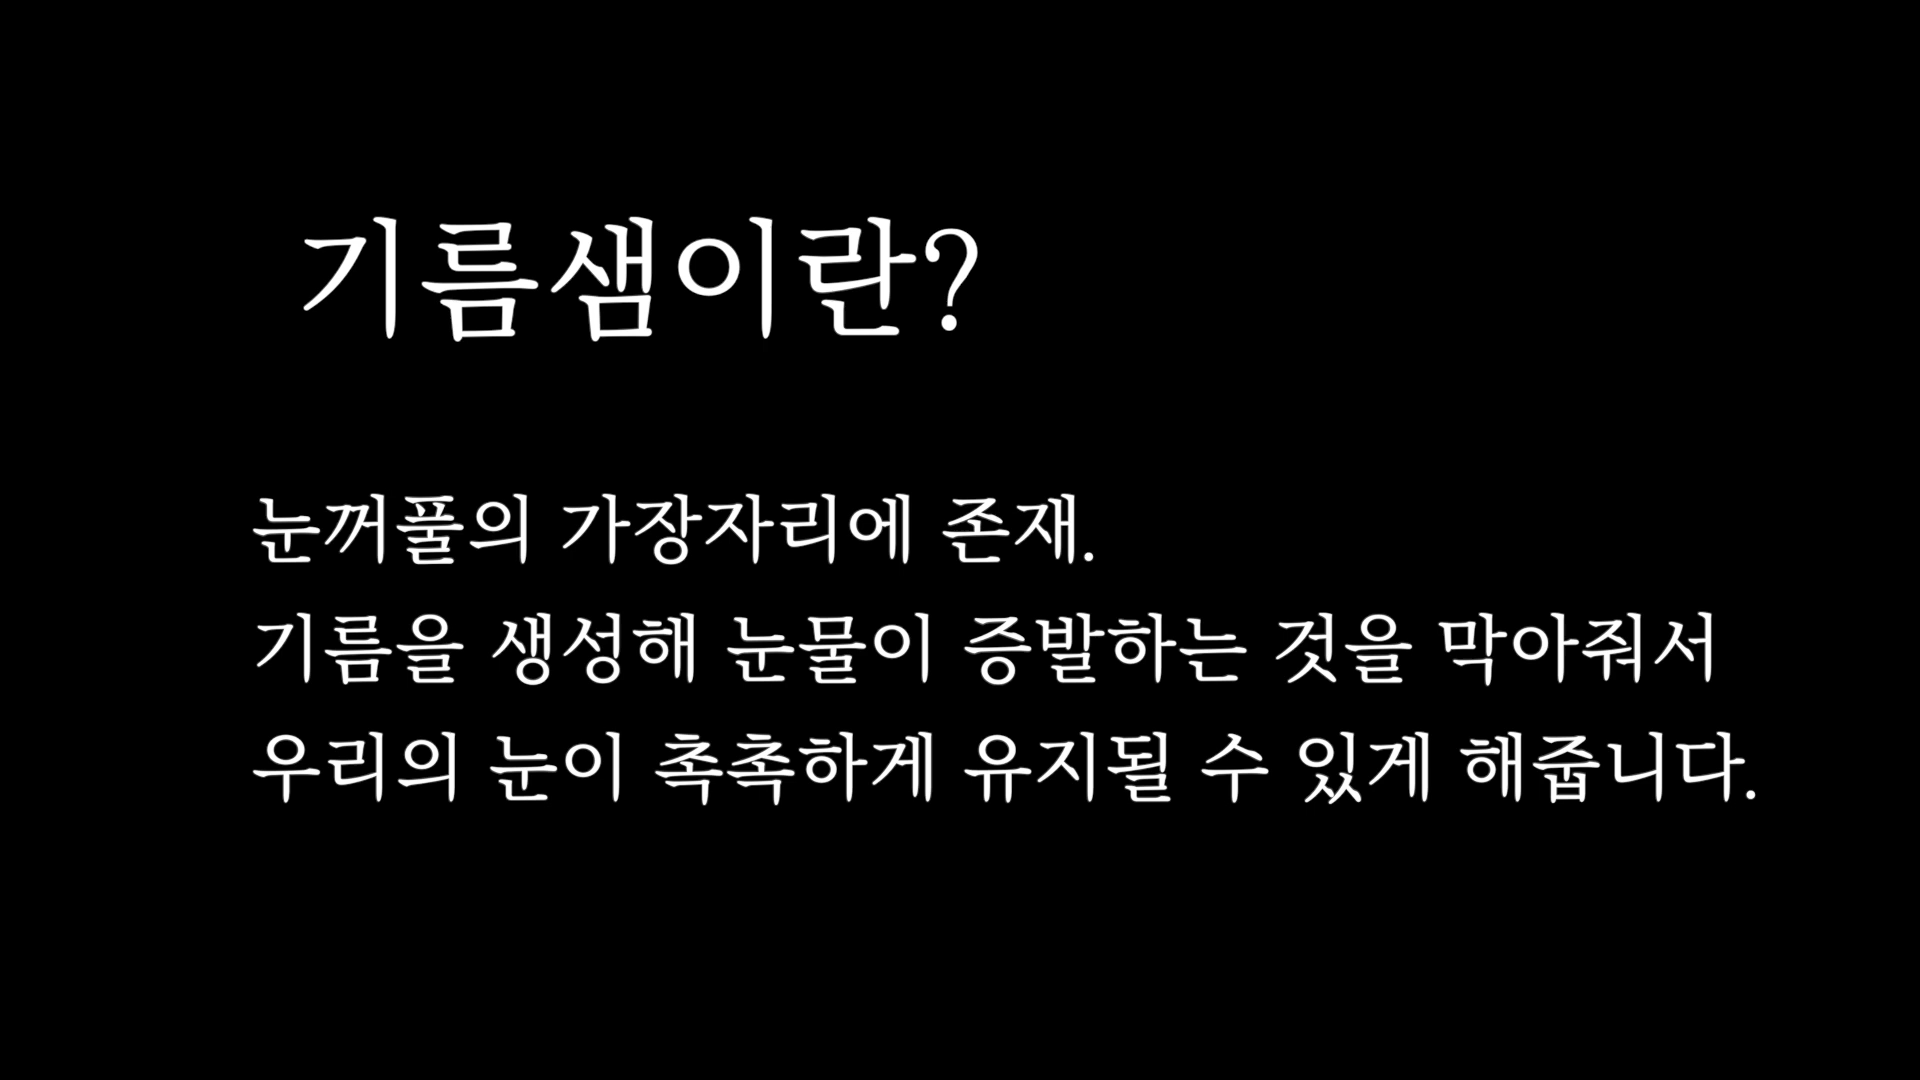 기름샘이란?
눈꺼풀의 가장자리에 존재.
기름을 생성해 눈물이 증발하는 것을 막아줘서
우리의 눈이 촉촉하게 유지될 수 있게 해줍니다.